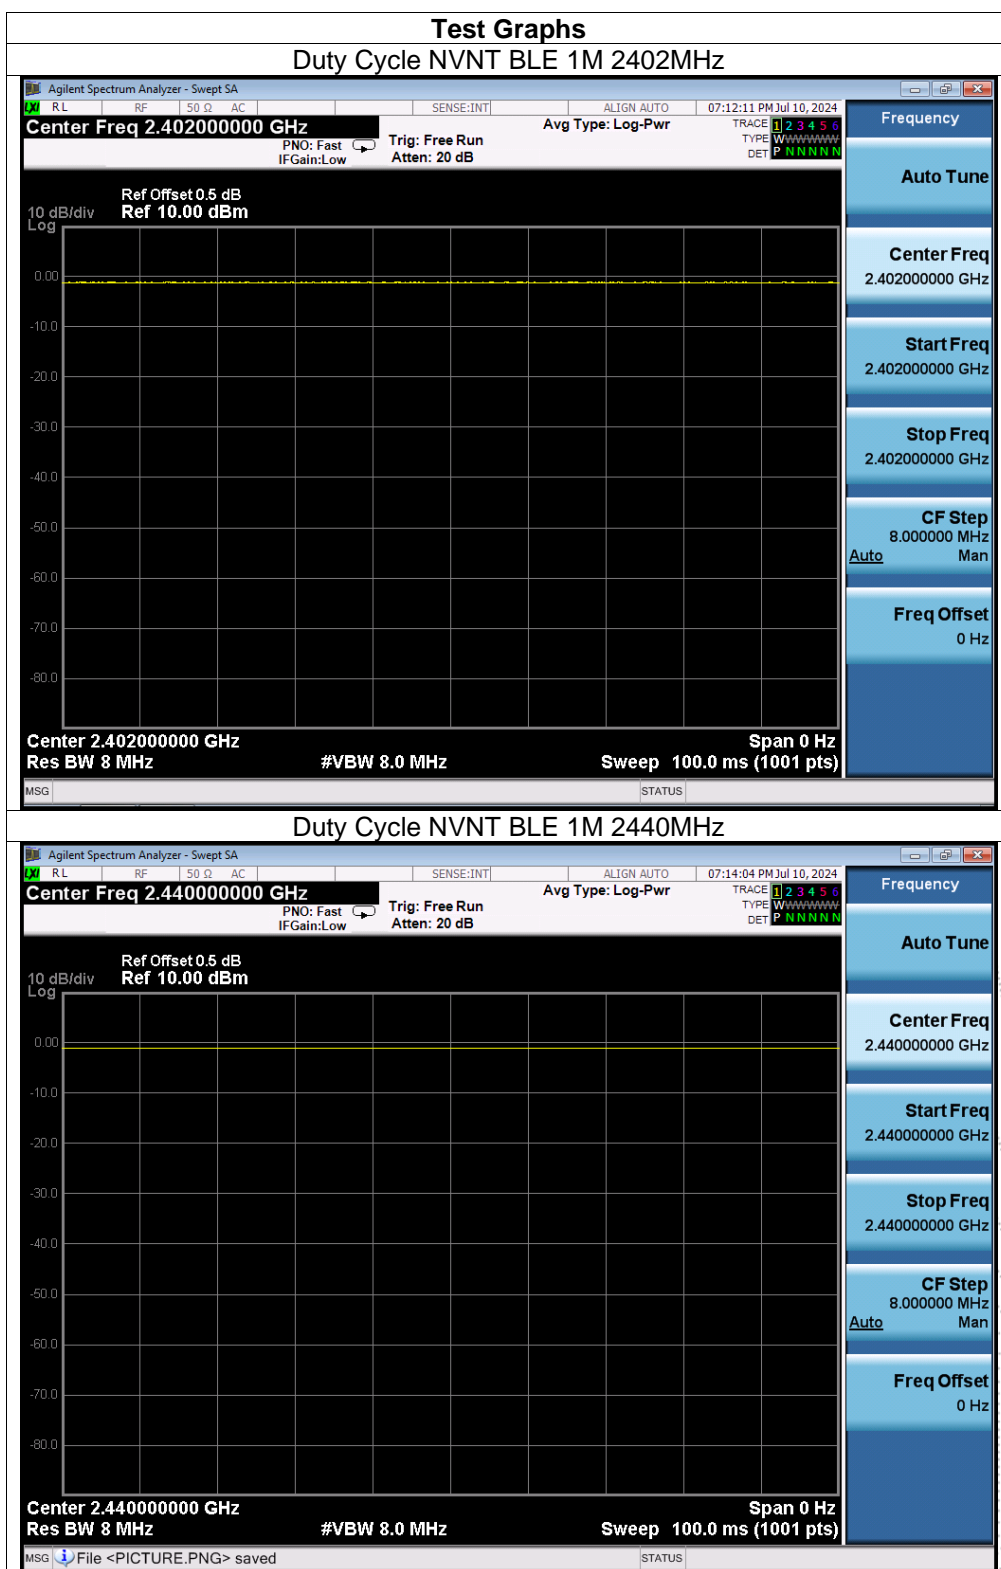 Test Graphs
Duty Cycle NVNT BLE 1M 2402MHz
Agilent Spectrum Analyzer - Swept SA
LXI RL RF 50 Ω AC SENSE:INT ALIGN AUTO 07:12:11 PM Jul 10, 2024
Center Freq 2.402000000 GHz
PNO: Fast
IFGain:Low
Trig: Free Run
Atten: 20 dB
Avg Type: Log-Pwr
TRACE 1 2 3 4 5 6
TYPE WWWWWW
DET P NNNNN
Frequency
Auto Tune
Ref Offset 0.5 dB
10 dB/div Ref 10.00 dBm
Log
0.00
-10.0
-20.0
-30.0
-40.0
-50.0
-60.0
-70.0
-80.0
Center Freq
2.402000000 GHz
Start Freq
2.402000000 GHz
Stop Freq
2.402000000 GHz
CF Step
8.000000 MHz
Auto Man
Freq Offset
0 Hz
Center 2.402000000 GHz Span 0 Hz
Res BW 8 MHz #VBW 8.0 MHz Sweep 100.0 ms (1001 pts)
MSG STATUS
Duty Cycle NVNT BLE 1M 2440MHz
Agilent Spectrum Analyzer - Swept SA
LXI RL RF 50 Ω AC SENSE:INT ALIGN AUTO 07:14:04 PM Jul 10, 2024
Center Freq 2.440000000 GHz
PNO: Fast
IFGain:Low
Trig: Free Run
Atten: 20 dB
Avg Type: Log-Pwr
TRACE 1 2 3 4 5 6
TYPE WWWWWW
DET P NNNNN
Frequency
Auto Tune
Ref Offset 0.5 dB
10 dB/div Ref 10.00 dBm
Log
0.00
-10.0
-20.0
-30.0
-40.0
-50.0
-60.0
-70.0
-80.0
Center Freq
2.440000000 GHz
Start Freq
2.440000000 GHz
Stop Freq
2.440000000 GHz
CF Step
8.000000 MHz
Auto Man
Freq Offset
0 Hz
Center 2.440000000 GHz Span 0 Hz
Res BW 8 MHz #VBW 8.0 MHz Sweep 100.0 ms (1001 pts)
MSG File <PICTURE.PNG> saved STATUS